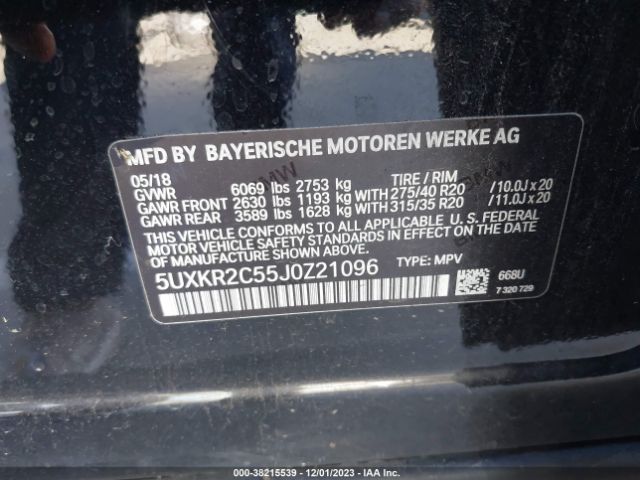 MFD BY BAYERISCHE MOTOREN WERKE AG
05/18 TIRE / RIM
GVWR 6069 lbs 2753 kg
GAWR FRONT 2630 lbs 1193 kg WITH 275/40 R20 /10.0J x 20
GAWR REAR 3589 lbs 1628 kg WITH 315/35 R20 /11.0J x 20
THIS VEHICLE CONFORMS TO ALL APPLICABLE U. S. FEDERAL
MOTOR VEHICLE SAFETY STANDARDS IN EFFECT ON THE DATE OF
MANUFACTURE SHOWN ABOVE.
5UXKR2C55J0Z21096 TYPE: MPV
668U
7 320 729
000-38215539 - 12/01/2023 - IAA Inc.